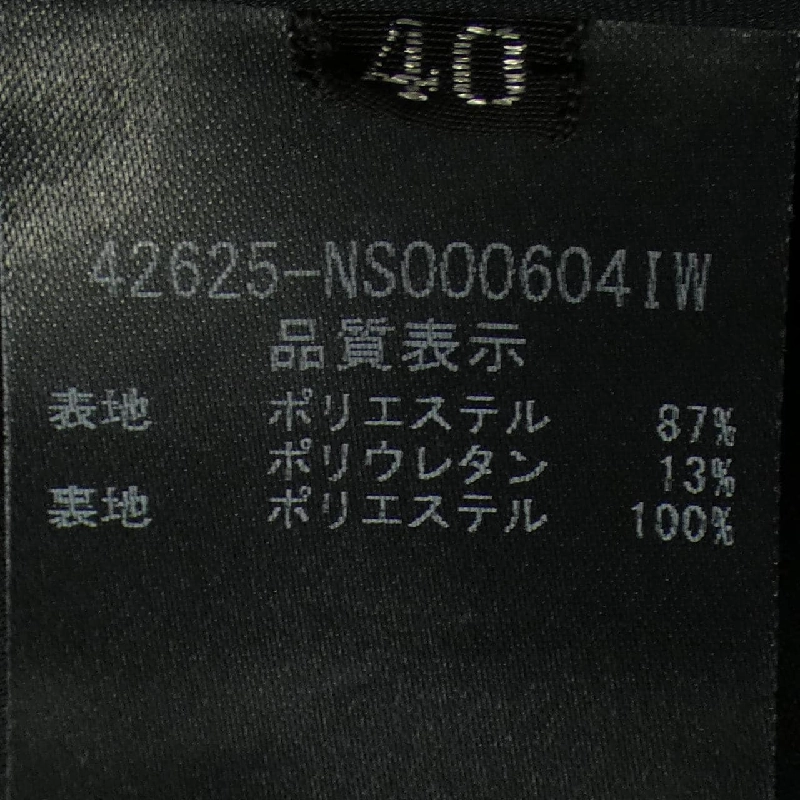 40
42625-NS000604IW
品質表示
表地 ポリエステル 87%
ポリウレタン 13%
裏地 ポリエステル 100%